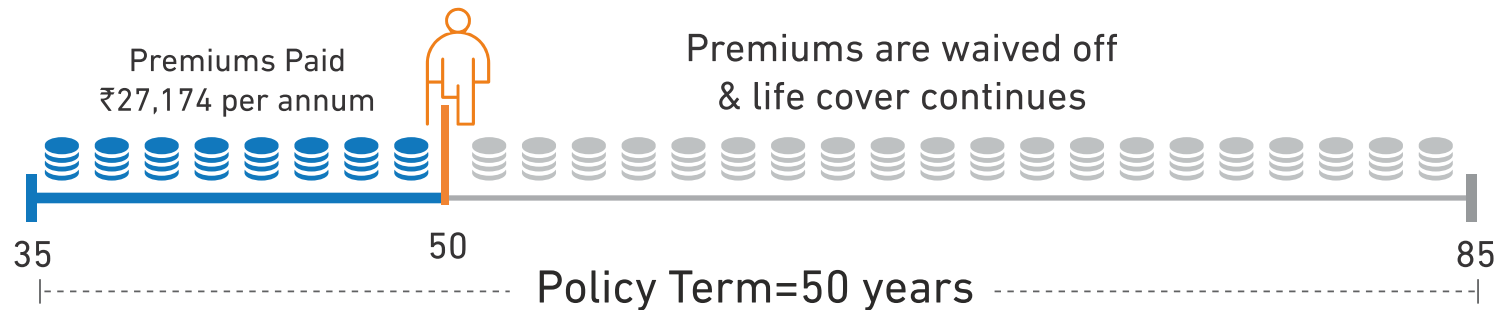 Premiums Paid
₹27,174 per annum
Premiums are waived off
& life cover continues
35
50
85
Policy Term=50 years